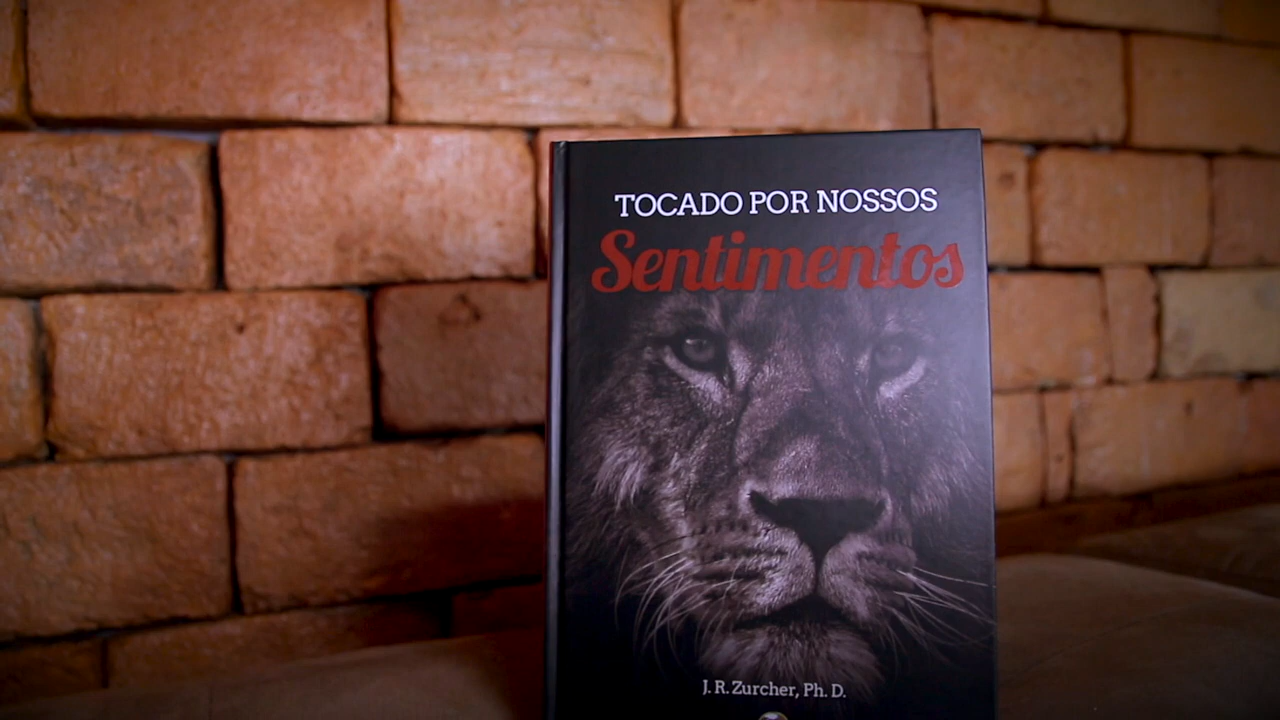 TOCADO POR NOSSOS
Sentimentos
J. R. Zurcher, Ph. D.